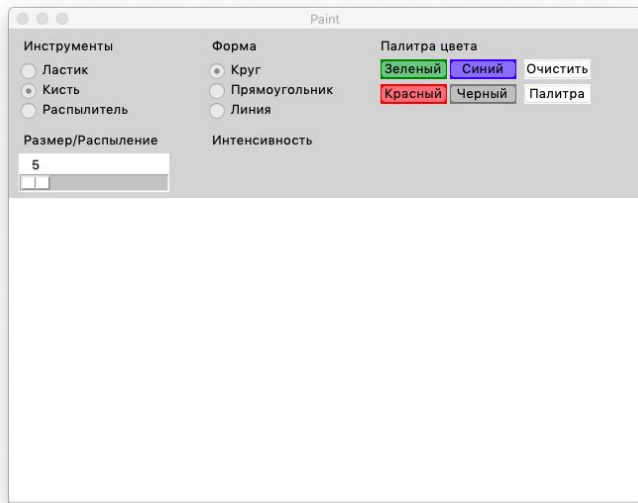 Paint
Инструменты Форма Палитра цвета
Ластик Круг Зеленый Синий Очистить
Кисть Прямоугольник Красный Черный Палитра
Распылитель Линия
Размер/Распыление Интенсивность
5